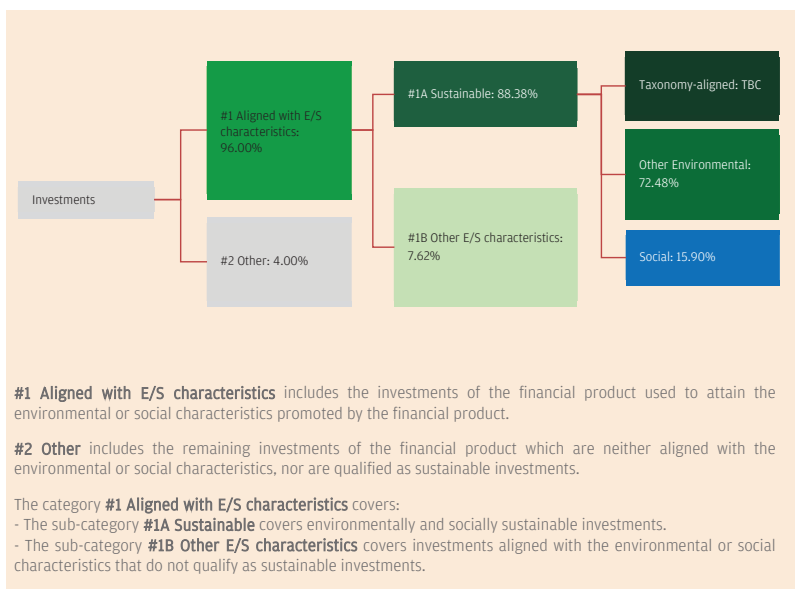 Investments
#1 Aligned with E/S
characteristics:
96.00%
#2 Other: 4.00%
#1A Sustainable: 88.38%
#1B Other E/S characteristics:
7.62%
Taxonomy-aligned: TBC
Other Environmental:
72.48%
Social: 15.90%
#1 Aligned with E/S characteristics includes the investments of the financial product used to attain the
environmental or social characteristics promoted by the financial product.
#2 Other includes the remaining investments of the financial product which are neither aligned with the
environmental or social characteristics, nor are qualified as sustainable investments.
The category #1 Aligned with E/S characteristics covers:
- The sub-category #1A Sustainable covers environmentally and socially sustainable investments.
- The sub-category #1B Other E/S characteristics covers investments aligned with the environmental or social
characteristics that do not qualify as sustainable investments.